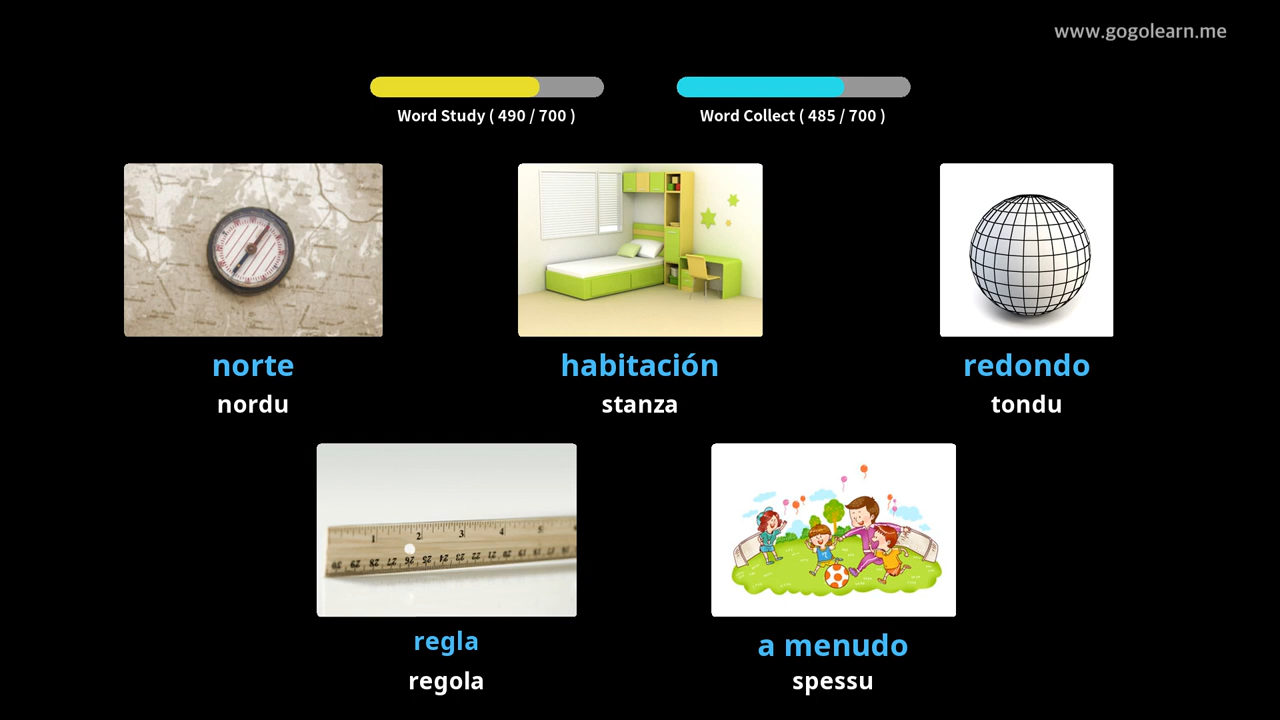 www.gogolearn.me
Word Study ( 490 / 700 )
Word Collect ( 485 / 700 )
norte
nordu
habitación
stanza
redondo
tondu
regla
regola
a menudo
spessu